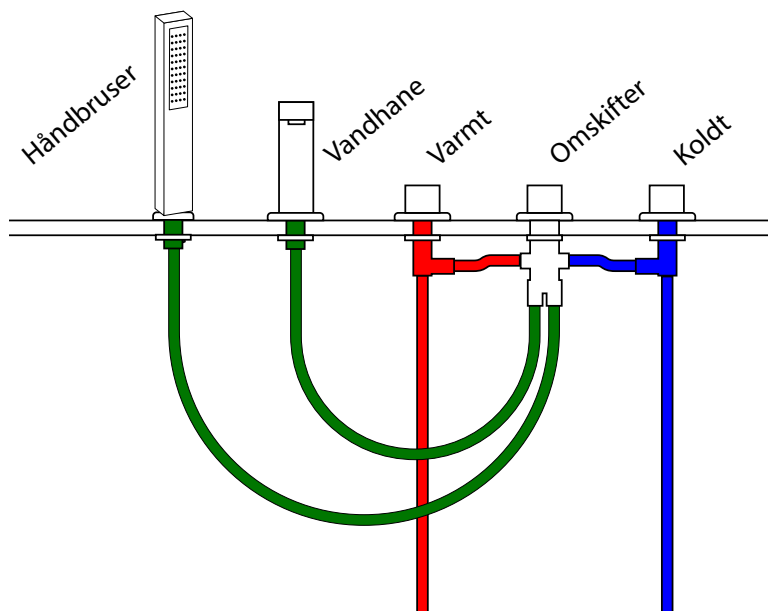 Håndbruser
Vandhane
Varmt
Omskifter
Koldt